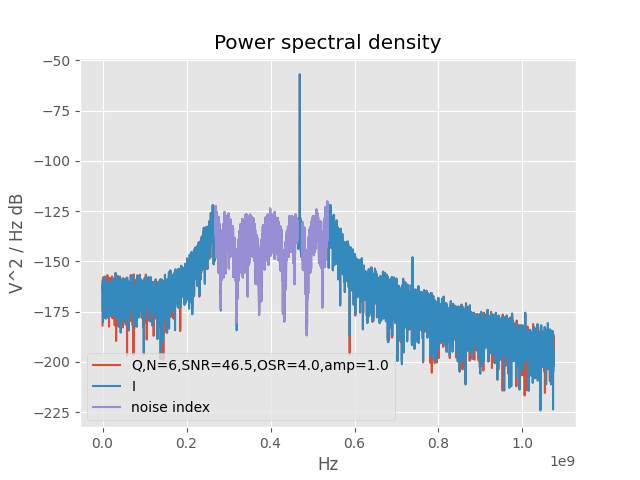 Power spectral density
V^2 / Hz dB
−50
−75
−100
−125
−150
−175
−200
−225
Q,N=6,SNR=46.5,OSR=4.0,amp=1.0
I
noise index
0.0 0.2 0.4 0.6 0.8 1.0
1e9
Hz